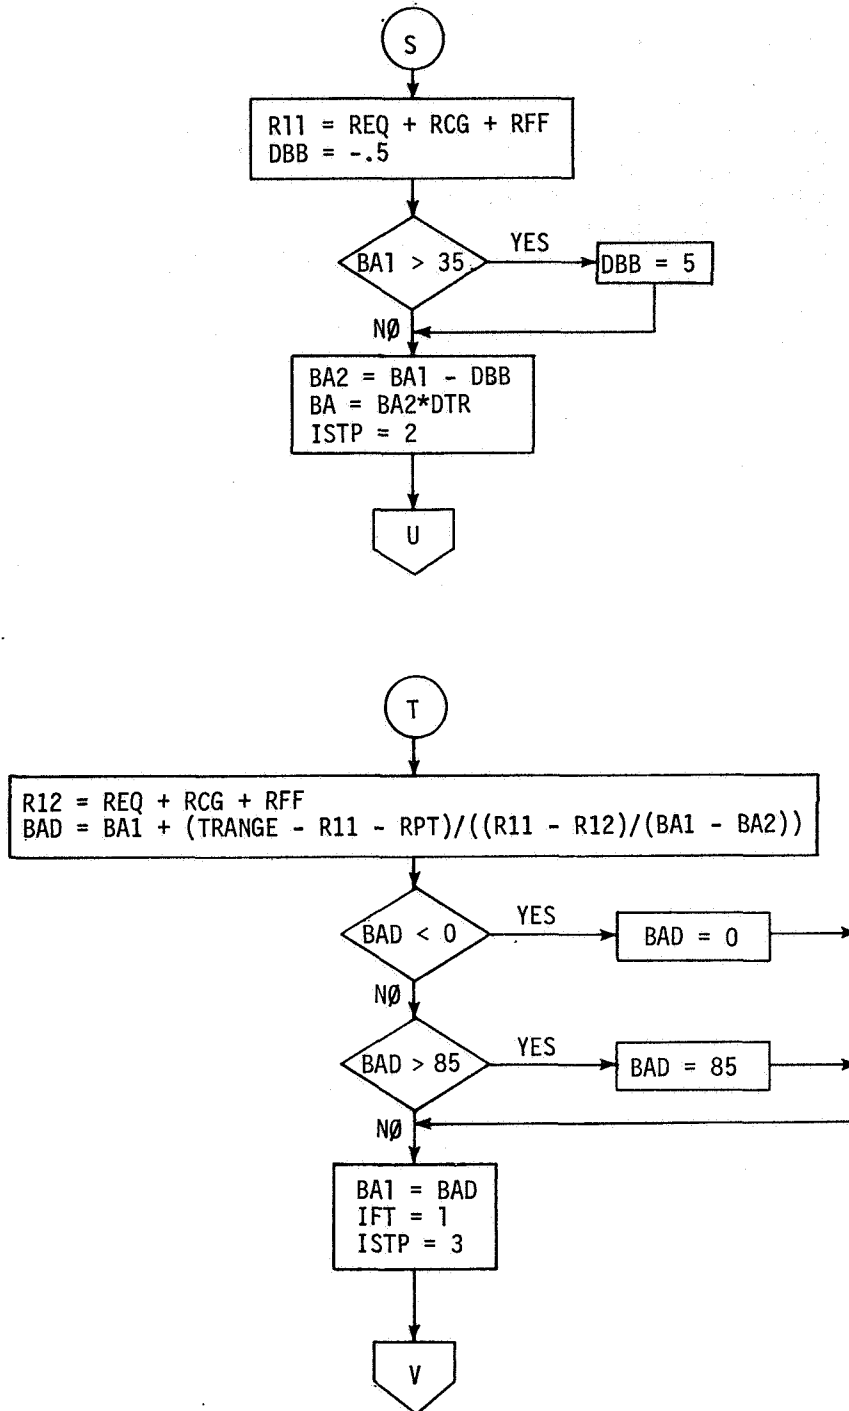 S
R11 = REQ + RCG + RFF
DBB = -.5
BA1 > 35
YES
DBB = 5
NØ
BA2 = BA1 - DBB
BA = BA2*DTR
ISTP = 2
U
T
R12 = REQ + RCG + RFF
BAD = BA1 + (TRANGE - R11 - RPT)/((R11 - R12)/(BA1 - BA2))
BAD < 0
YES
BAD = 0
NØ
BAD > 85
YES
BAD = 85
NØ
BA1 = BAD
IFT = 1
ISTP = 3
V